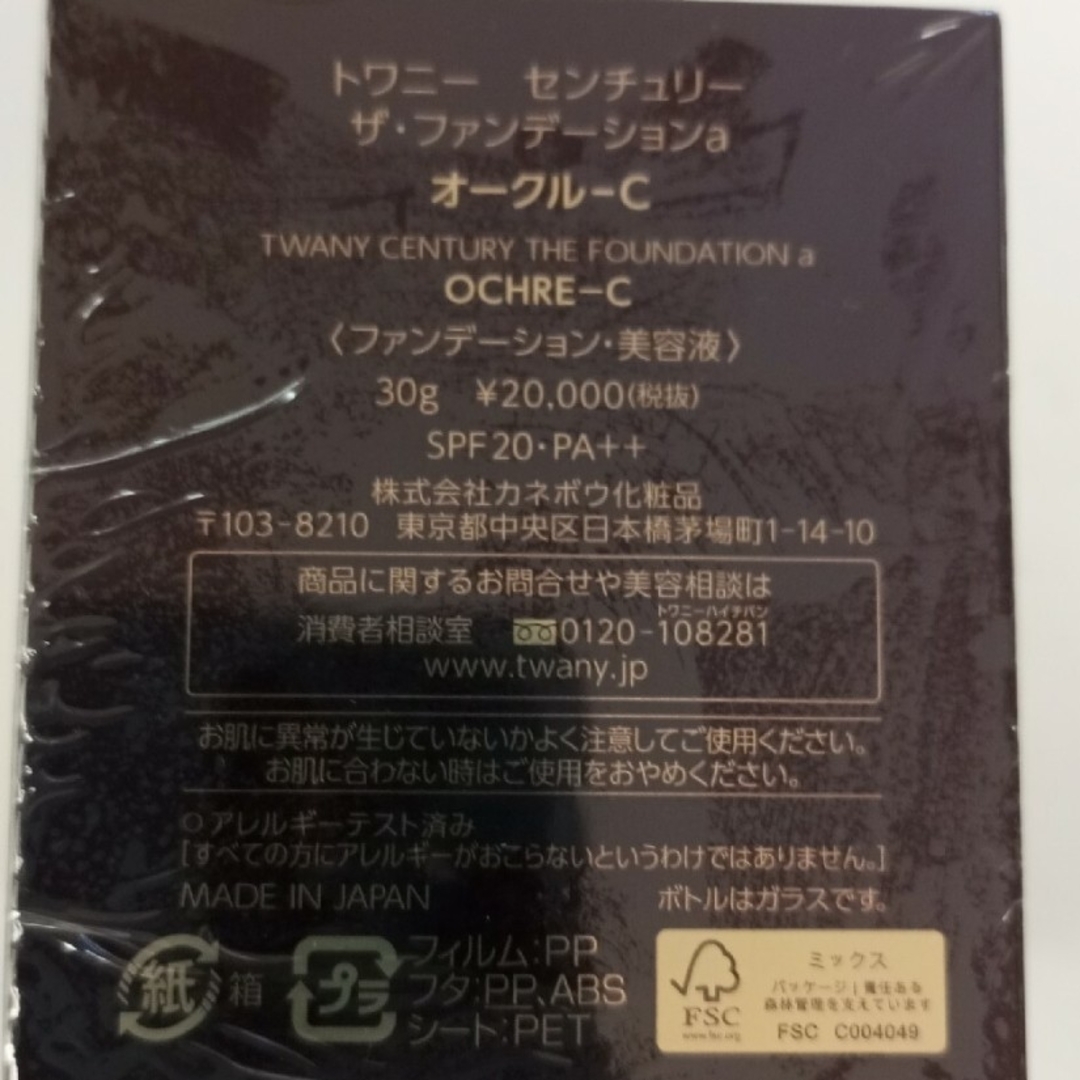 トワニー　センチュリー
ザ・ファンデーションa
オークル-C
TWANY CENTURY THE FOUNDATION a
OCHRE-C
〈ファンデーション・美容液〉
30g　¥20,000(税抜)
SPF20・PA++
株式会社カネボウ化粧品
〒103-8210　東京都中央区日本橋茅場町1-14-10
商品に関するお問合せや美容相談は
トワニーハイテバン
消費者相談室　0120-108281
www.twany.jp
お肌に異常が生じていないかよく注意してご使用ください。
お肌に合わない時はご使用をおやめください。
○アレルギーテスト済み
[すべての方にアレルギーがおこらないというわけではありません。]
MADE IN JAPAN　ボトルはガラスです。
紙 箱
プラ
フィルム:PP
フタ:PP、ABS
シート:PET
FSC
www.fsc.org
ミックス
パッケージ|責任ある
森林管理を支えています
FSC C004049